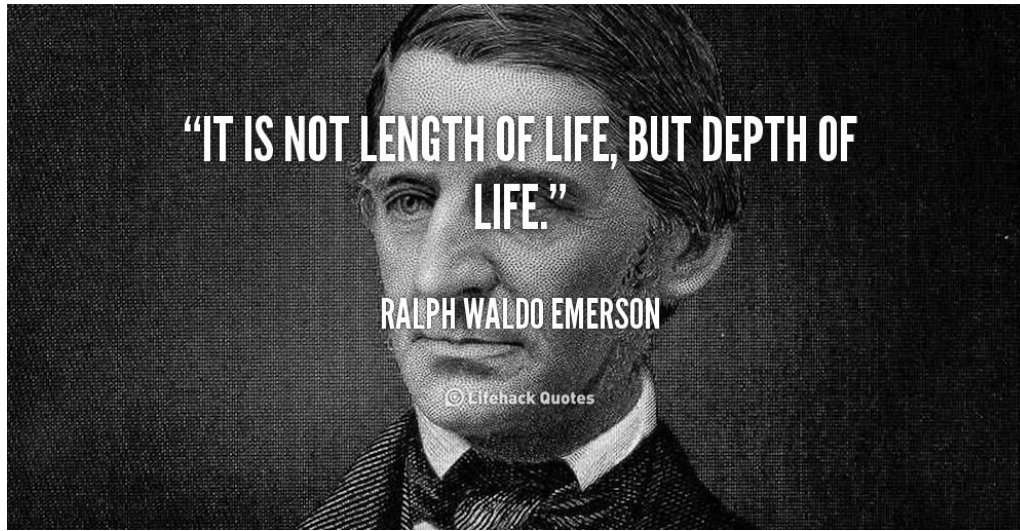 “IT IS NOT LENGTH OF LIFE, BUT DEPTH OF
LIFE.”
RALPH WALDO EMERSON
Lifehack Quotes